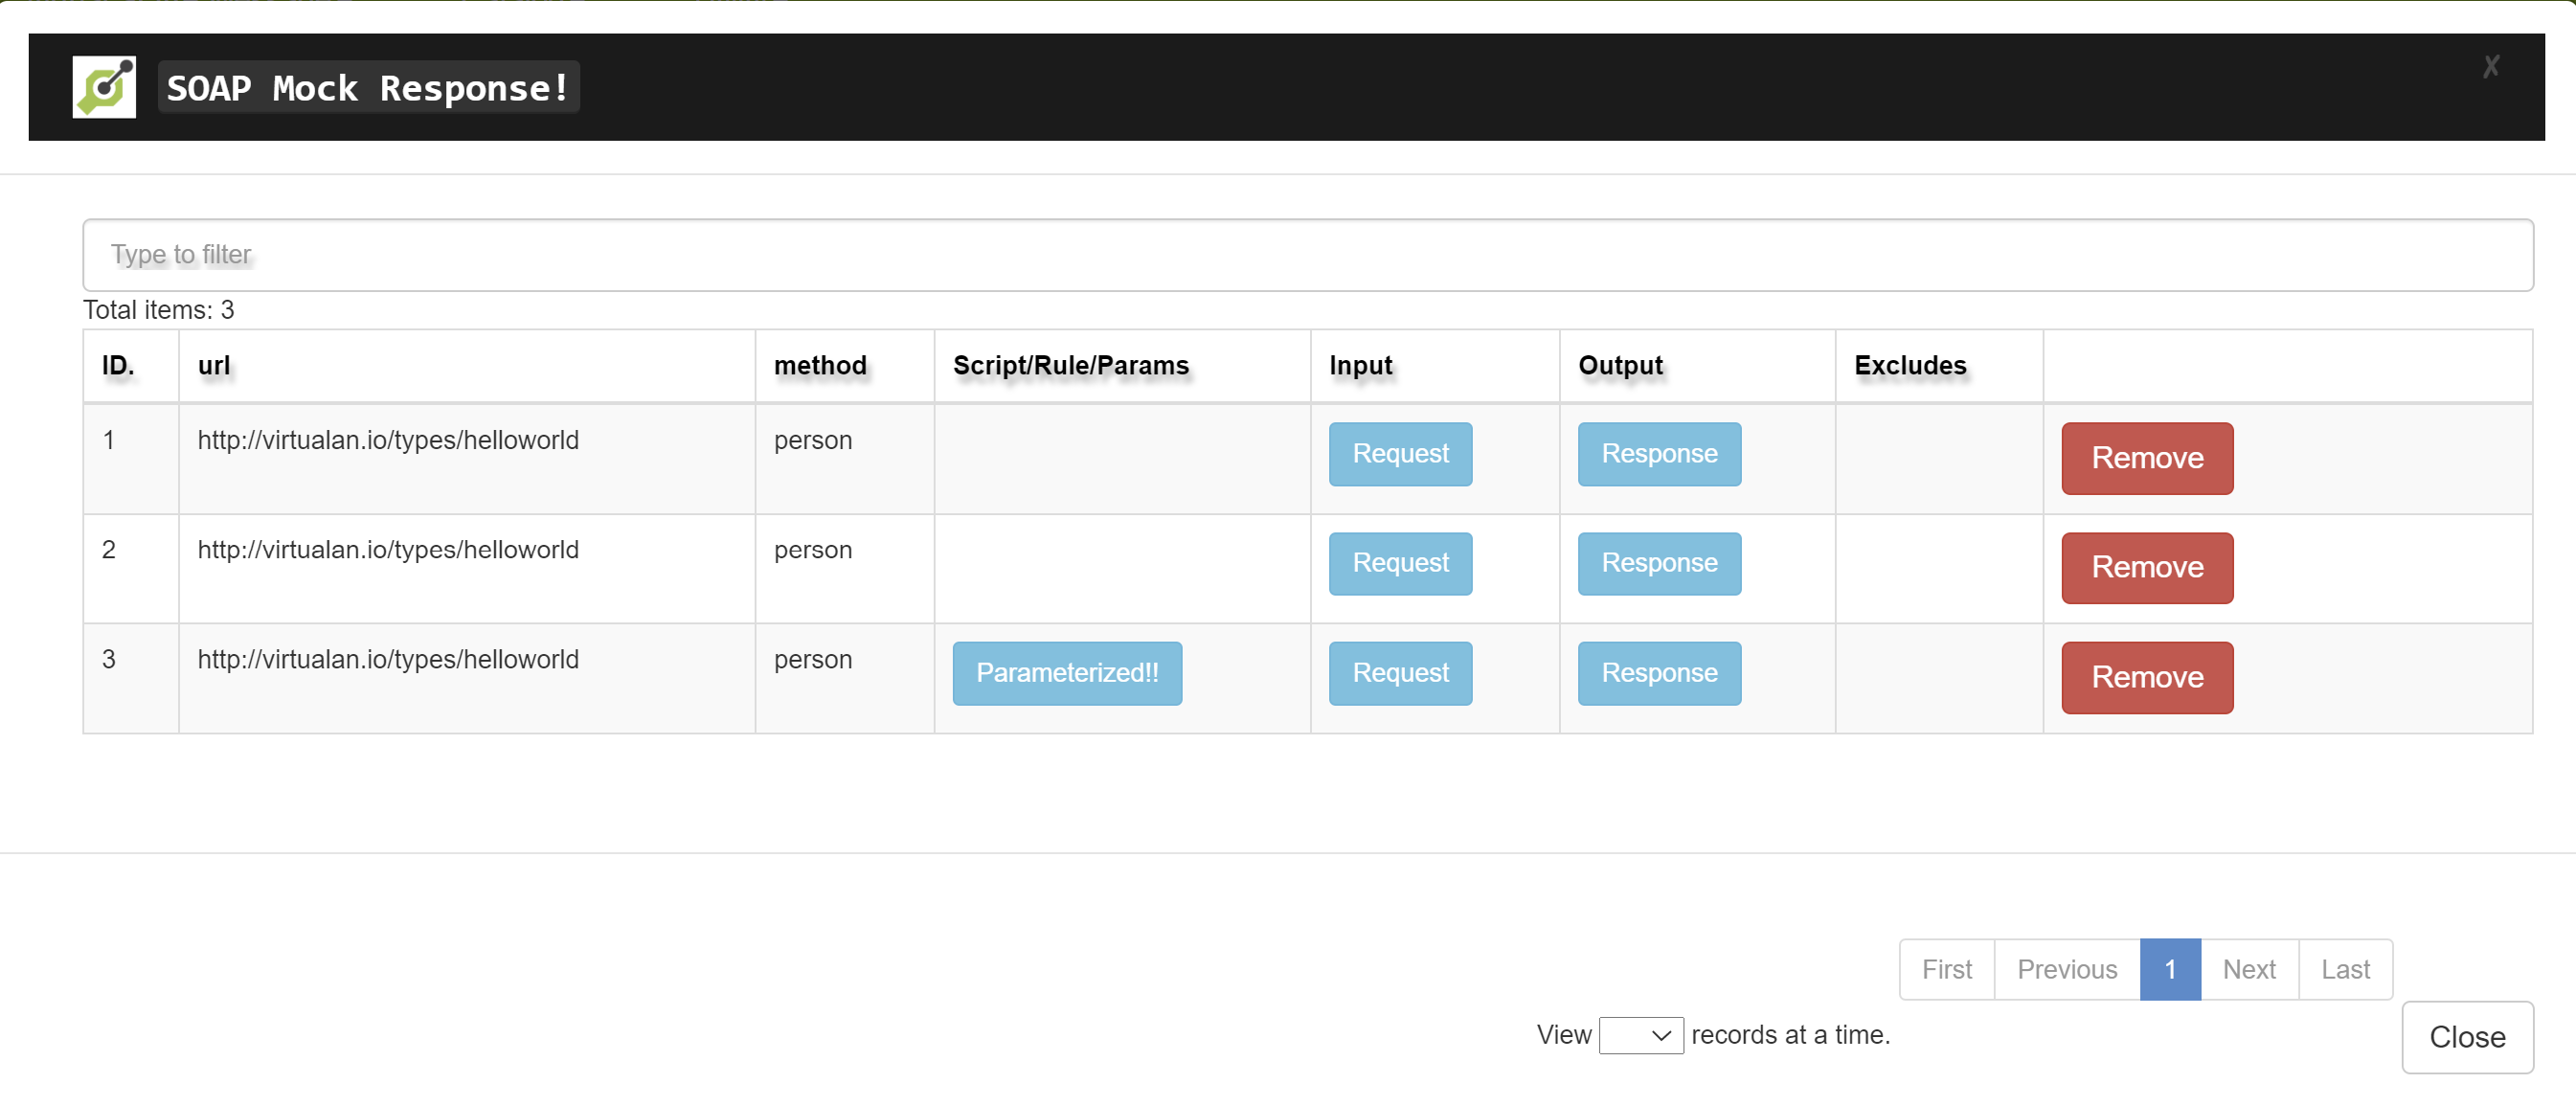 SOAP Mock Response!
✗
Type to filter
Total items: 3
ID. url method Script/Rule/Params Input Output Excludes
1 http://virtualan.io/types/helloworld person Request Response Remove
2 http://virtualan.io/types/helloworld person Request Response Remove
3 http://virtualan.io/types/helloworld person Parameterized!! Request Response Remove
First Previous 1 Next Last
View records at a time.
Close